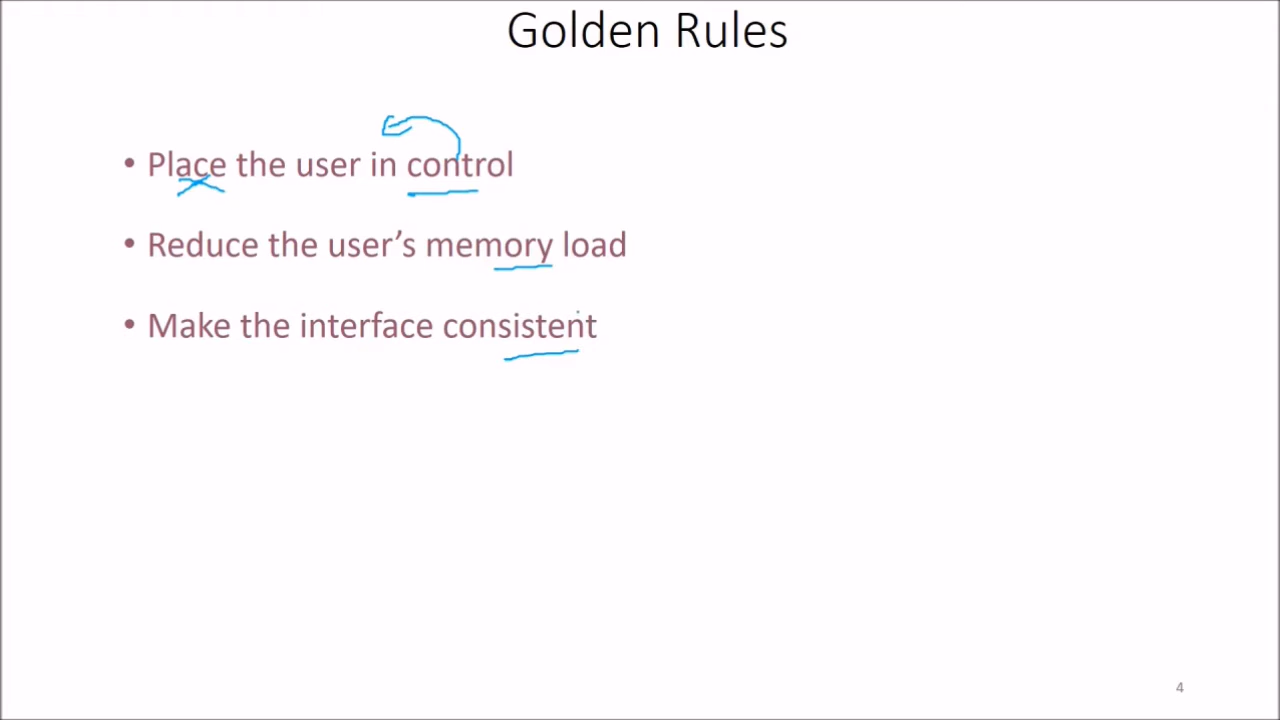 Golden Rules
• Place the user in control
• Reduce the user’s memory load
• Make the interface consistent
4